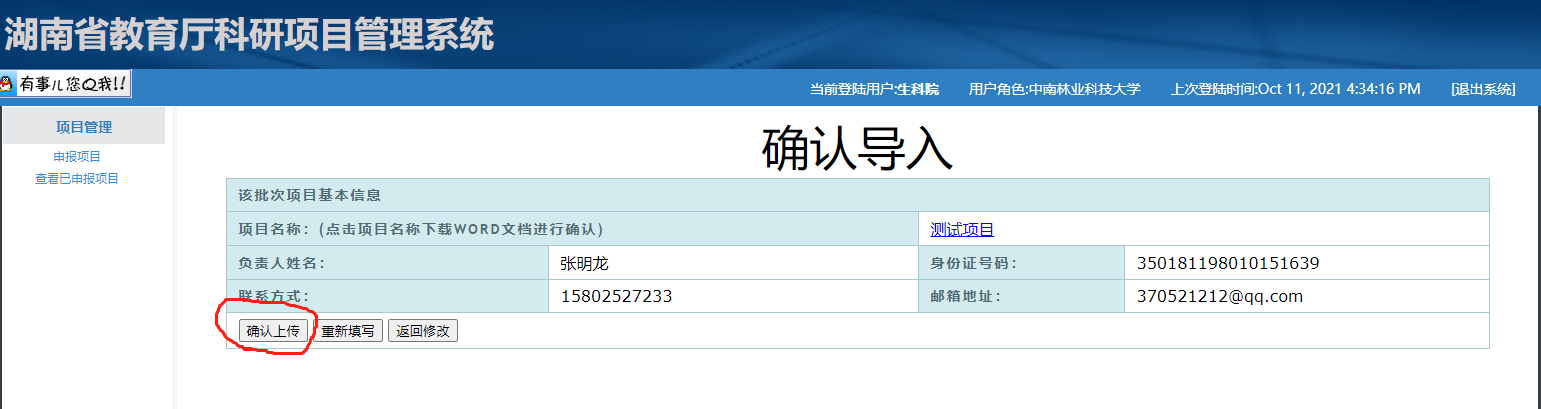 湖南省教育厅科研项目管理系统
有事儿您Q我!!
当前登陆用户:生科院 用户角色:中南林业科技大学 上次登陆时间:Oct 11, 2021 4:34:16 PM [退出系统]
项目管理
申报项目
查看已申报项目
确认导入
该批次项目基本信息
项目名称：(点击项目名称下载WORD文档进行确认) 测试项目
负责人姓名： 张明龙 身份证号码： 350181198010151639
联系方式： 15802527233 邮箱地址： 370521212@qq.com
确认上传 重新填写 返回修改